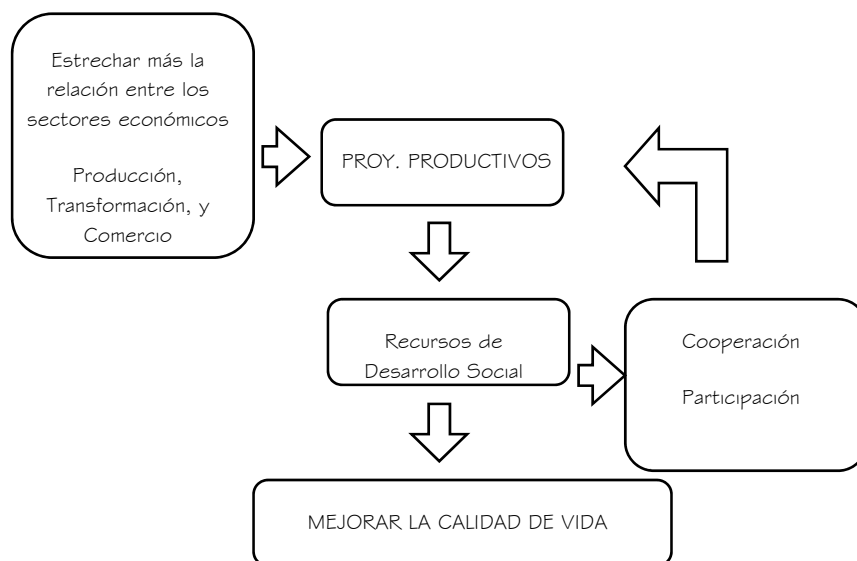 Estrechar más la
relación entre los
sectores económicos
Producción,
Transformación, y
Comercio
PROY. PRODUCTIVOS
Recursos de
Desarrollo Social
Cooperación
Participación
MEJORAR LA CALIDAD DE VIDA